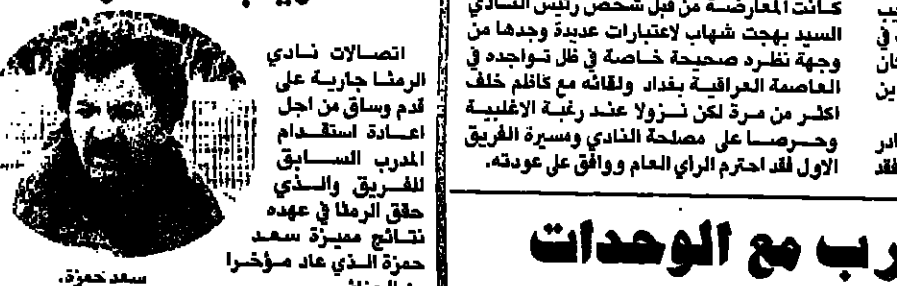 كانت المعارضة من قبل شخص رئيس النادي
السيد بهجت شهاب لاعتبارات عديدة وجدها من
وجهة نظره صحيحة خاصة في ظل تواجده في
العاصمة العراقية بغداد ولقائه مع كاظم خلف
اكثر من مرة لكن نزولا عند رغبة الاغلبية
وحرصا على مصلحة النادي ومسيرة الفريق
الاول فقد احترم الرأي العام ووافق على عودته.
رب مع الوحدات
اتصالات نادي
الرمثا جارية على
قدم وساق من اجل
اعادة استقدام
المدرب السابق
للفريق والذي
حقق الرمثا في عهده
نتائج مميزة سعد
حمزة الذي عاد مؤخرا
سعد حمزة.